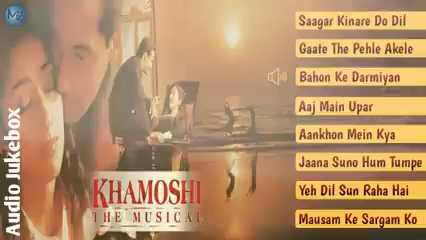 Audio Jukebox
KHAMOSHI
THE MUSICAL
Saagar Kinare Do Dil
Gaate The Pehle Akele
Bahon Ke Darmiyan
Aaj Main Upar
Aankhon Mein Kya
Jaana Suno Hum Tumpe
Yeh Dil Sun Raha Hai
Mausam Ke Sargam Ko